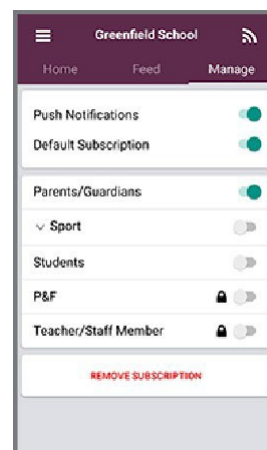 Greenfield School
Home Feed Manage
Push Notifications
Default Subscription
Parents/Guardians
Sport
Students
P&F
Teacher/Staff Member
REMOVE SUBSCRIPTION